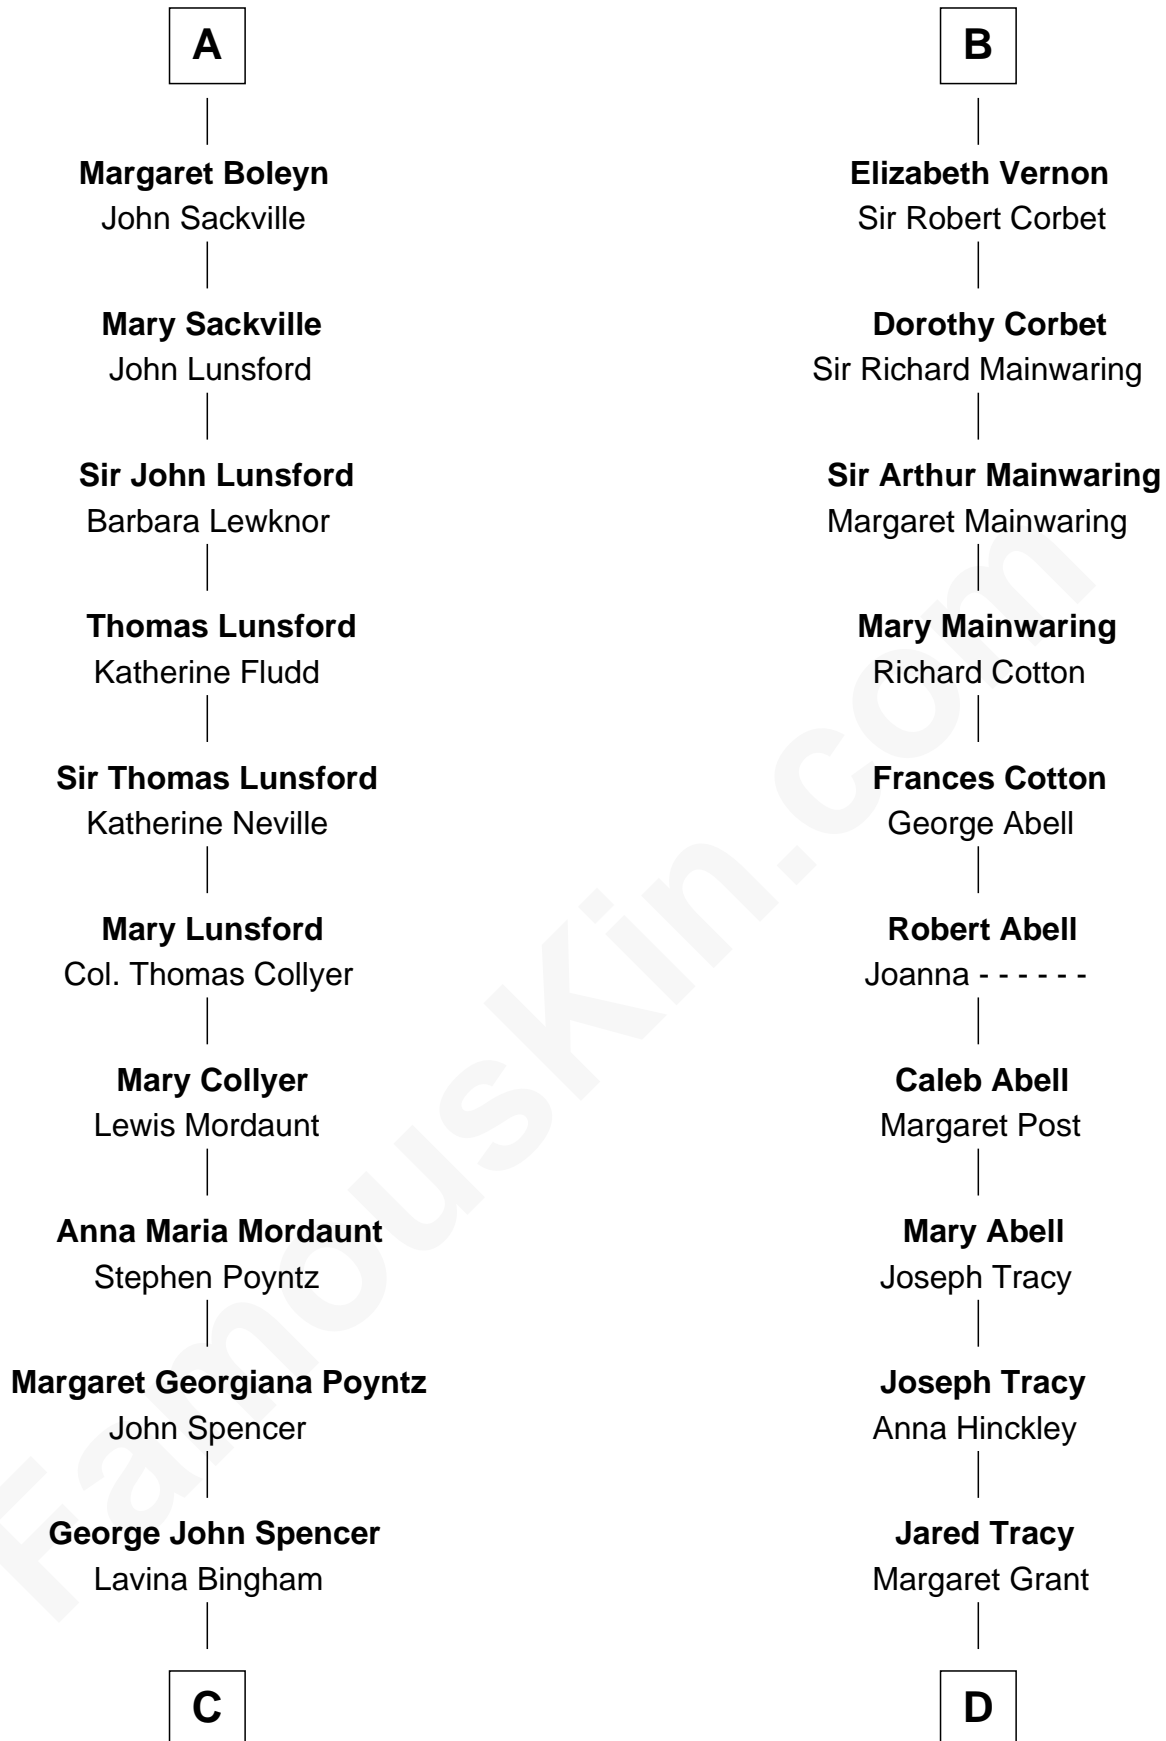 A
Margaret Boleyn
John Sackville
Mary Sackville
John Lunsford
Sir John Lunsford
Barbara Lewknor
Thomas Lunsford
Katherine Fludd
Sir Thomas Lunsford
Katherine Neville
Mary Lunsford
Col. Thomas Collyer
Mary Collyer
Lewis Mordaunt
Anna Maria Mordaunt
Stephen Poyntz
Margaret Georgiana Poyntz
John Spencer
George John Spencer
Lavina Bingham
C
B
Elizabeth Vernon
Sir Robert Corbet
Dorothy Corbet
Sir Richard Mainwaring
Sir Arthur Mainwaring
Margaret Mainwaring
Mary Mainwaring
Richard Cotton
Frances Cotton
George Abell
Robert Abell
Joanna - - - - - -
Caleb Abell
Margaret Post
Mary Abell
Joseph Tracy
Joseph Tracy
Anna Hinckley
Jared Tracy
Margaret Grant
D
FamousKin.com